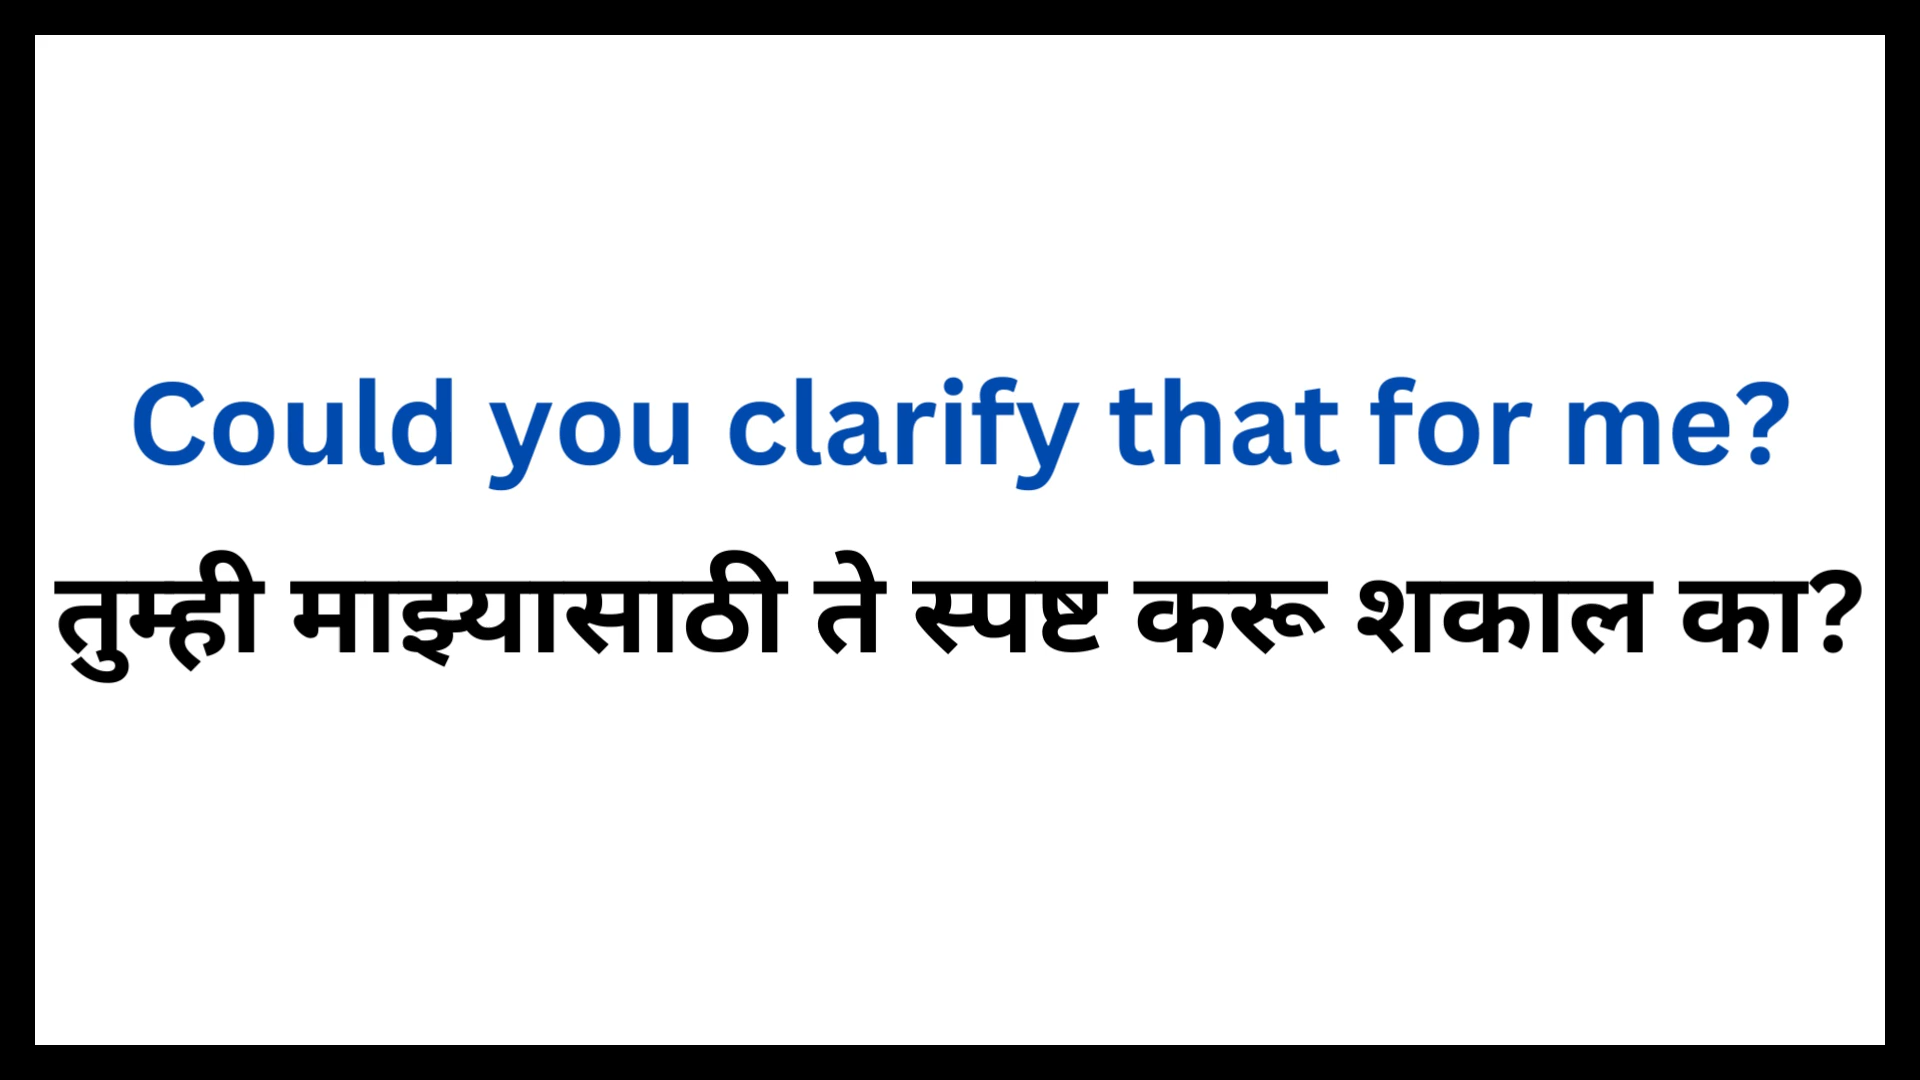 Could you clarify that for me?
तुम्ही माझ्यासाठी ते स्पष्ट करू शकाल का?